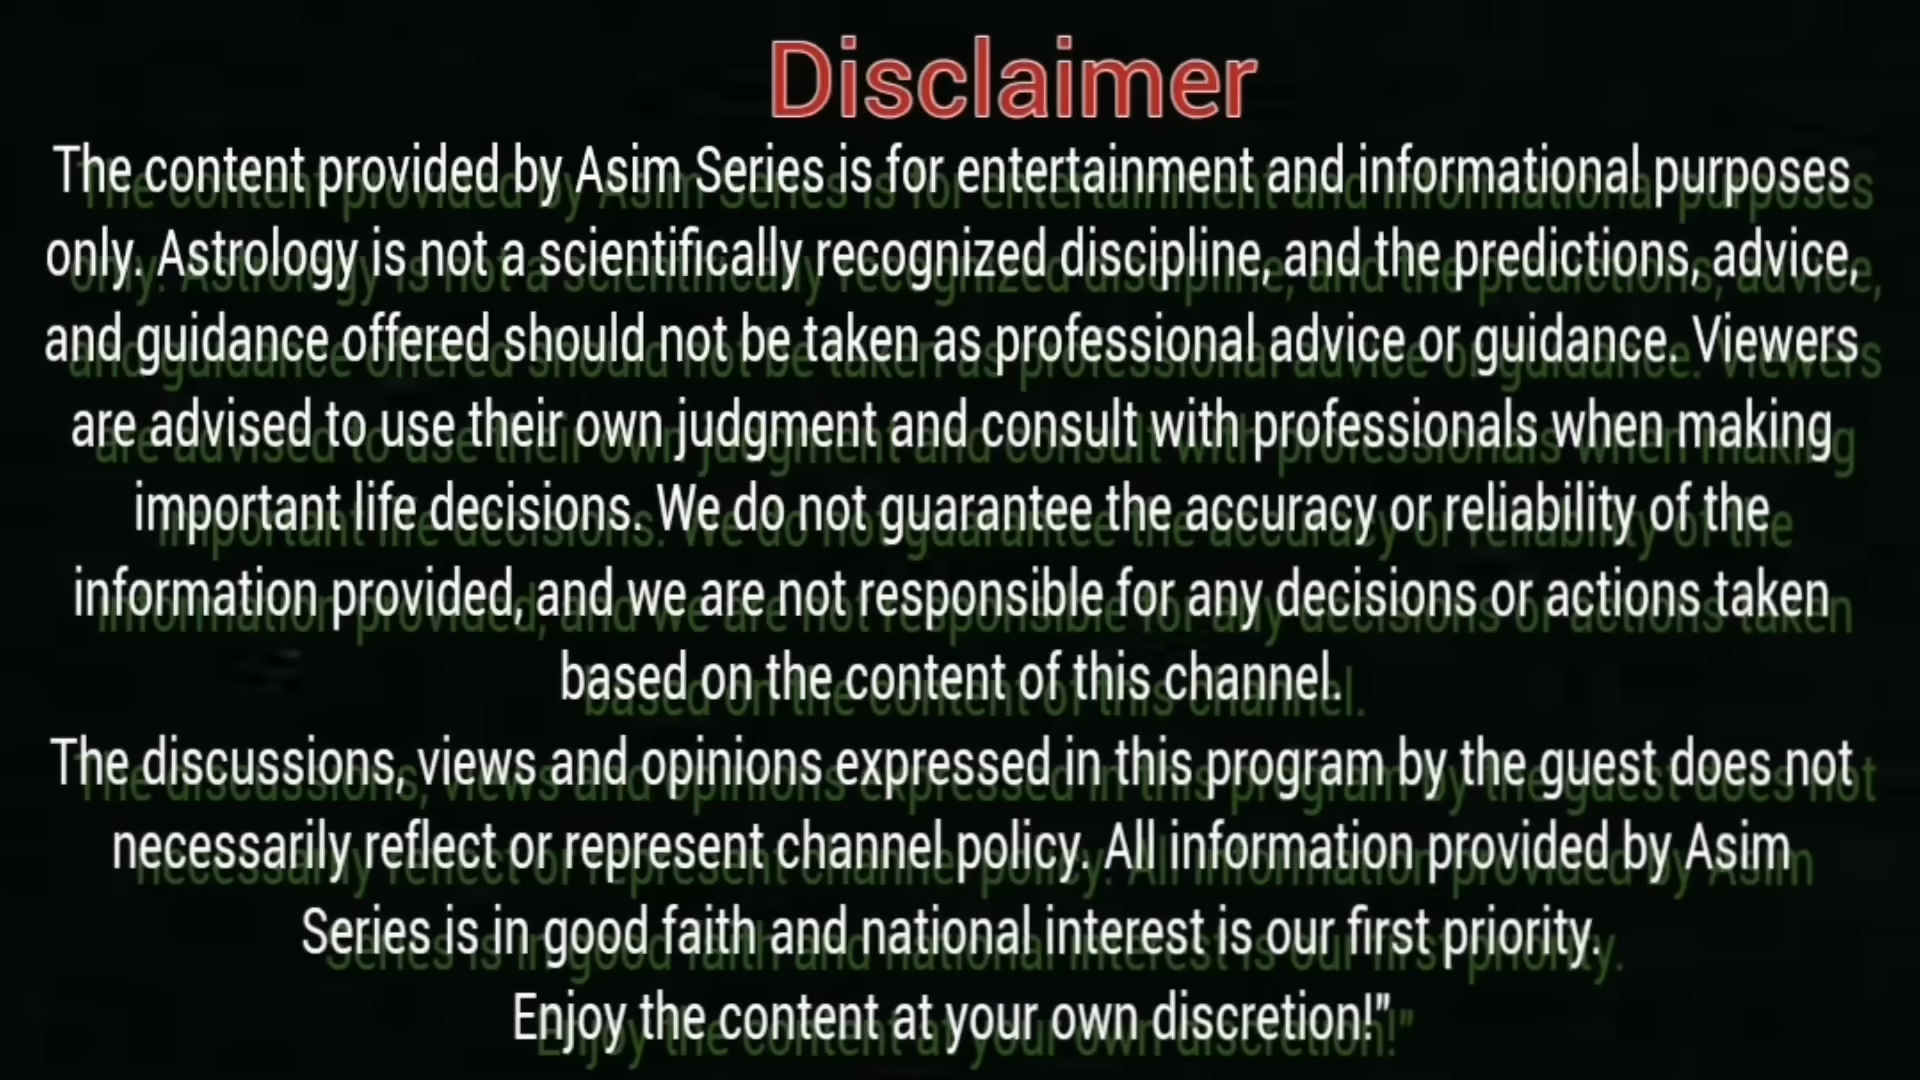 Disclaimer
The content provided by Asim Series is for entertainment and informational purposes
only. Astrology is not a scientifically recognized discipline, and the predictions, advice,
and guidance offered should not be taken as professional advice or guidance. Viewers
are advised to use their own judgment and consult with professionals when making
important life decisions. We do not guarantee the accuracy or reliability of the
information provided, and we are not responsible for any decisions or actions taken
based on the content of this channel.
The discussions, views and opinions expressed in this program by the guest does not
necessarily reflect or represent channel policy. All information provided by Asim
Series is in good faith and national interest is our first priority.
Enjoy the content at your own discretion!"